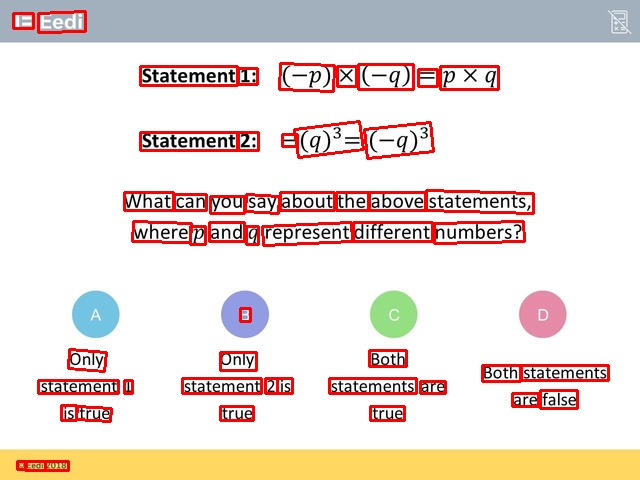 Eedi
Statement 1: (−p) × (−q) = p × q
Statement 2: −(q)³ = (−q)³
What can you say about the above statements,
where p and q represent different numbers?
A
B
C
D
Only
statement 1
is true
Only
statement 2 is
true
Both
statements are
true
Both statements
are false
© Eedi 2018